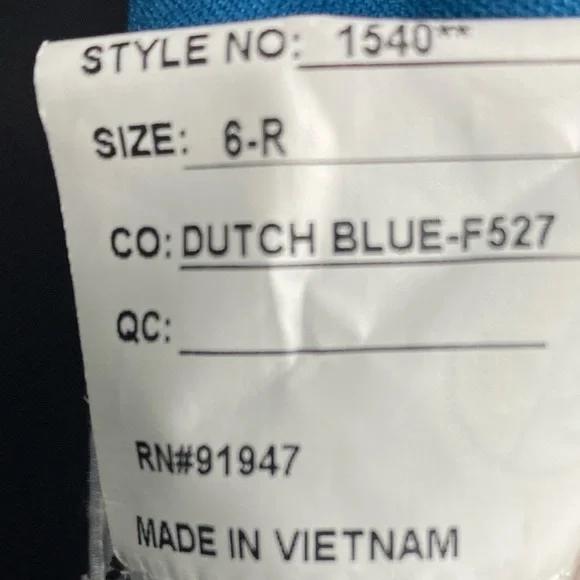 STYLE NO: 1540**
SIZE: 6-R
CO: DUTCH BLUE-F527
QC:
RN#91947
MADE IN VIETNAM